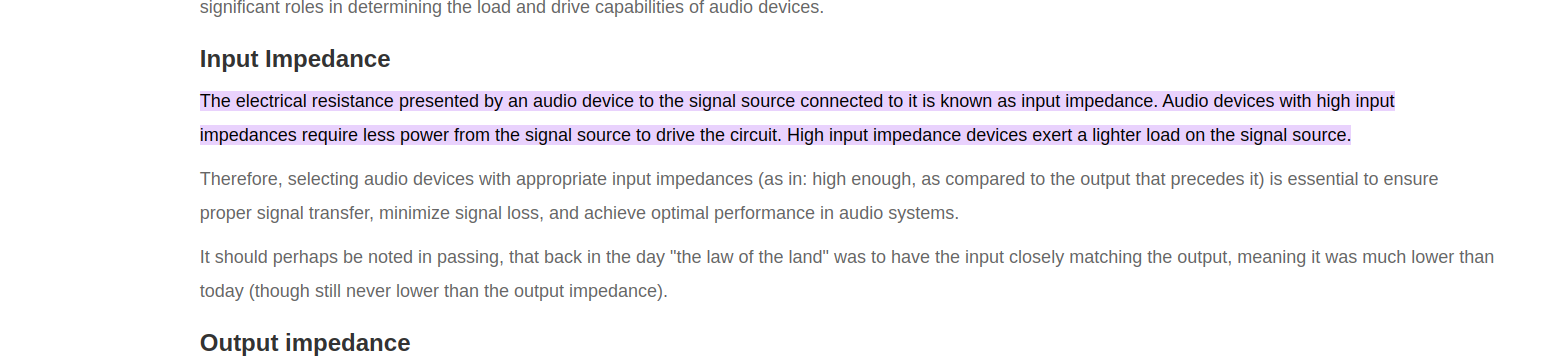 significant roles in determining the load and drive capabilities of audio devices.
Input Impedance
The electrical resistance presented by an audio device to the signal source connected to it is known as input impedance. Audio devices with high input
impedances require less power from the signal source to drive the circuit. High input impedance devices exert a lighter load on the signal source.
Therefore, selecting audio devices with appropriate input impedances (as in: high enough, as compared to the output that precedes it) is essential to ensure
proper signal transfer, minimize signal loss, and achieve optimal performance in audio systems.
It should perhaps be noted in passing, that back in the day "the law of the land" was to have the input closely matching the output, meaning it was much lower than
today (though still never lower than the output impedance).
Output impedance